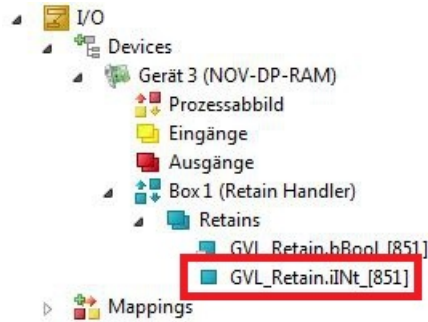 I/O
Devices
Gerät 3 (NOV-DP-RAM)
Prozessabbild
Eingänge
Ausgänge
Box 1 (Retain Handler)
Retains
GVL_Retain.bBool_[851]
GVL_Retain.iINt_[851]
Mappings